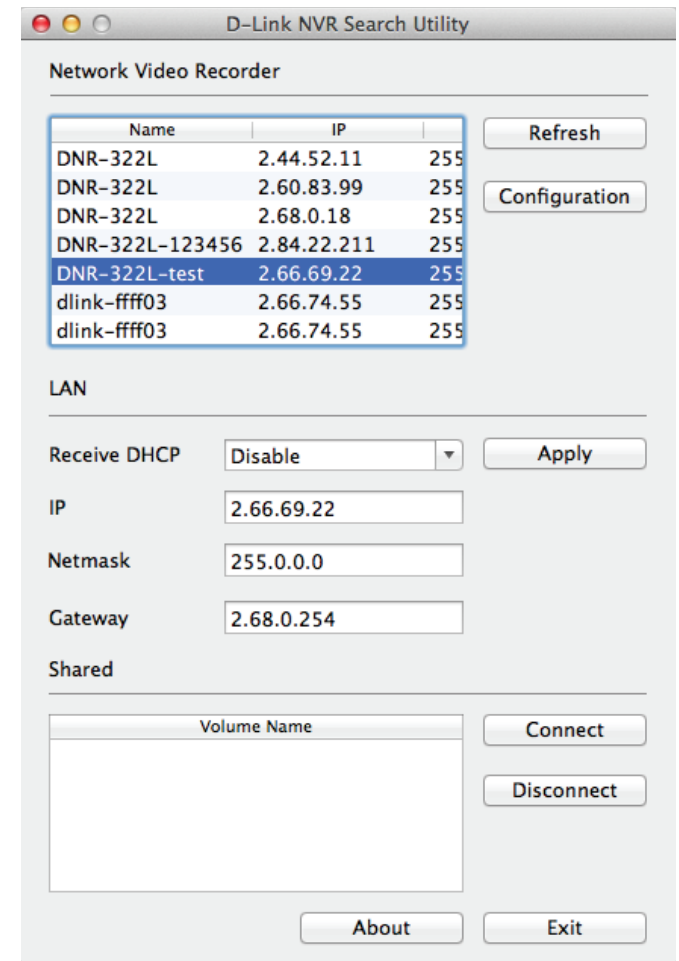 D-Link NVR Search Utility
Network Video Recorder
Name IP
DNR-322L 2.44.52.11 255
DNR-322L 2.60.83.99 255
DNR-322L 2.68.0.18 255
DNR-322L-123456 2.84.22.211 255
DNR-322L-test 2.66.69.22 255
dlink-ffff03 2.66.74.55 255
dlink-ffff03 2.66.74.55 255
Refresh
Configuration
LAN
Receive DHCP Disable Apply
IP 2.66.69.22
Netmask 255.0.0.0
Gateway 2.68.0.254
Shared
Volume Name
Connect
Disconnect
About Exit